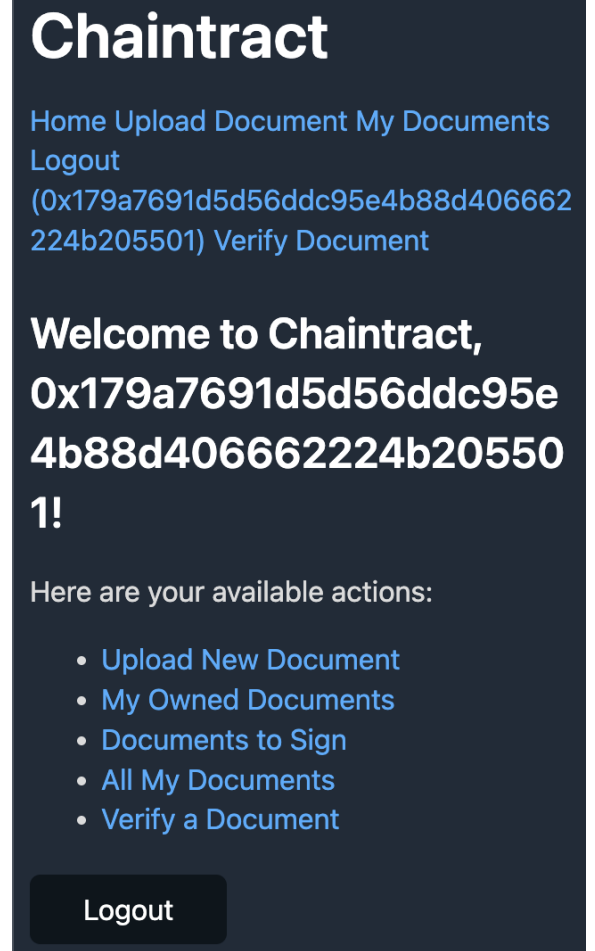 Chaintract
Home Upload Document My Documents
Logout
(0x179a7691d5d56ddc95e4b88d406662
224b205501) Verify Document
Welcome to Chaintract,
0x179a7691d5d56ddc95e
4b88d406662224b20550
1!
Here are your available actions:
• Upload New Document
• My Owned Documents
• Documents to Sign
• All My Documents
• Verify a Document
Logout